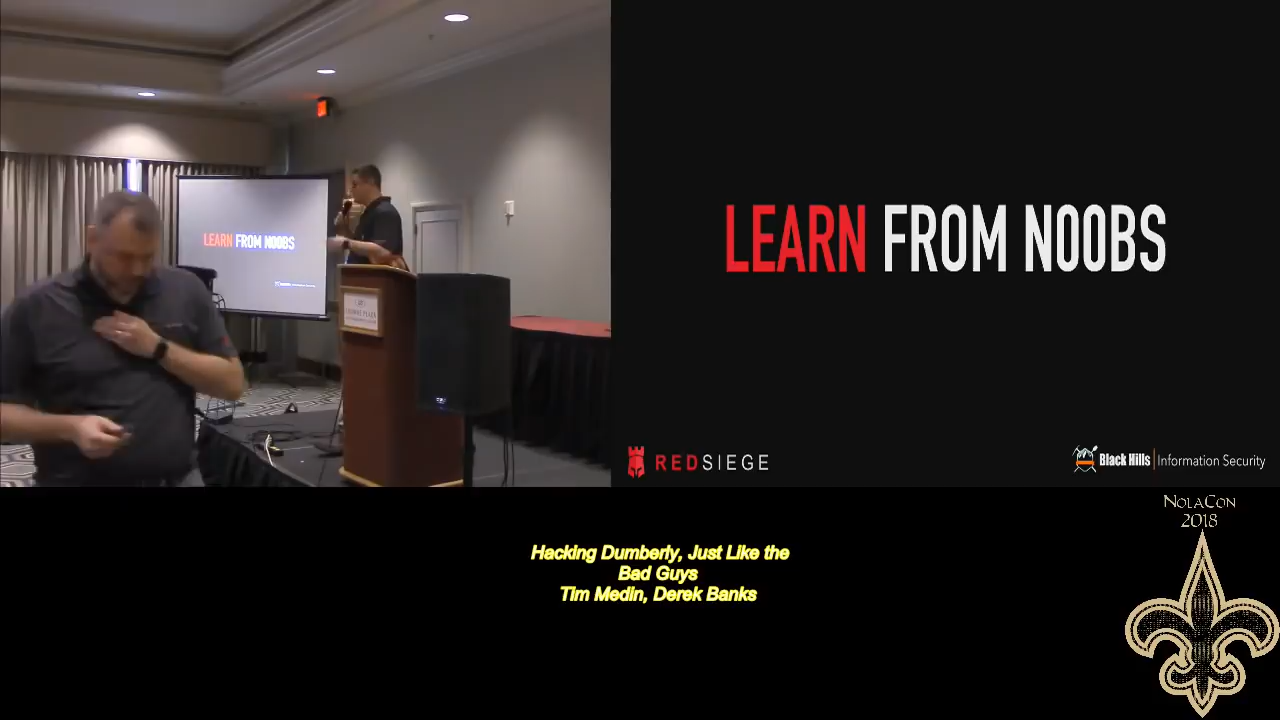 LEARN FROM NOOBS
LEARN FROM NOOBS
REDSIEGE
Black Hills | Information Security
NOLACON
2018
Hacking Dumberly, Just Like the
Bad Guys
Tim Medin, Derek Banks